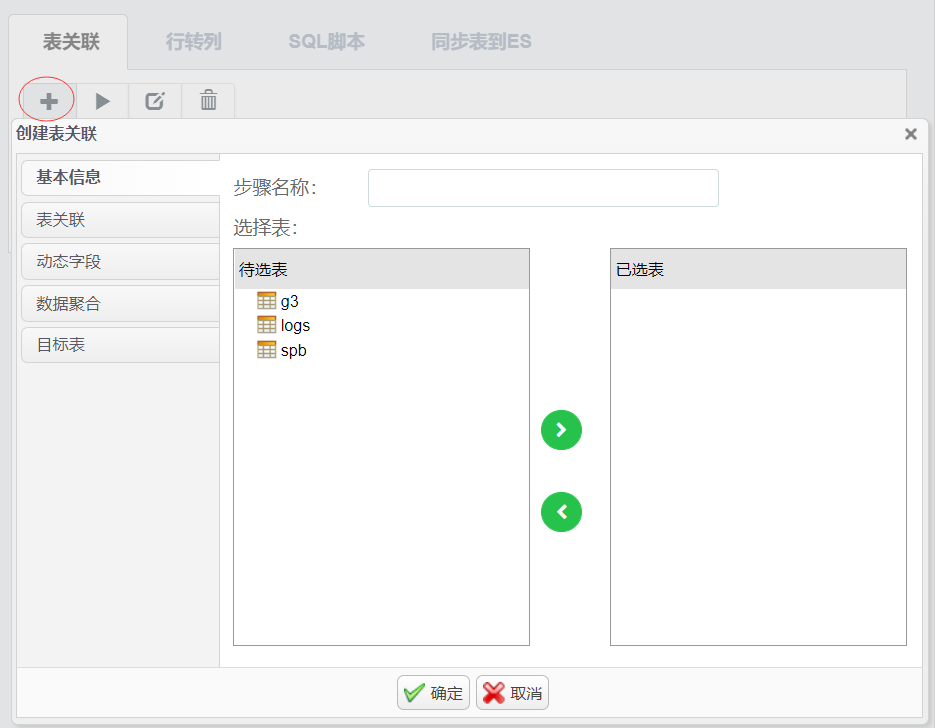 表关联 行转列 SQL脚本 同步表到ES
创建表关联
基本信息
表关联
动态字段
数据聚合
目标表
步骤名称：
选择表：
待选表
g3
logs
spb
已选表
确定 取消